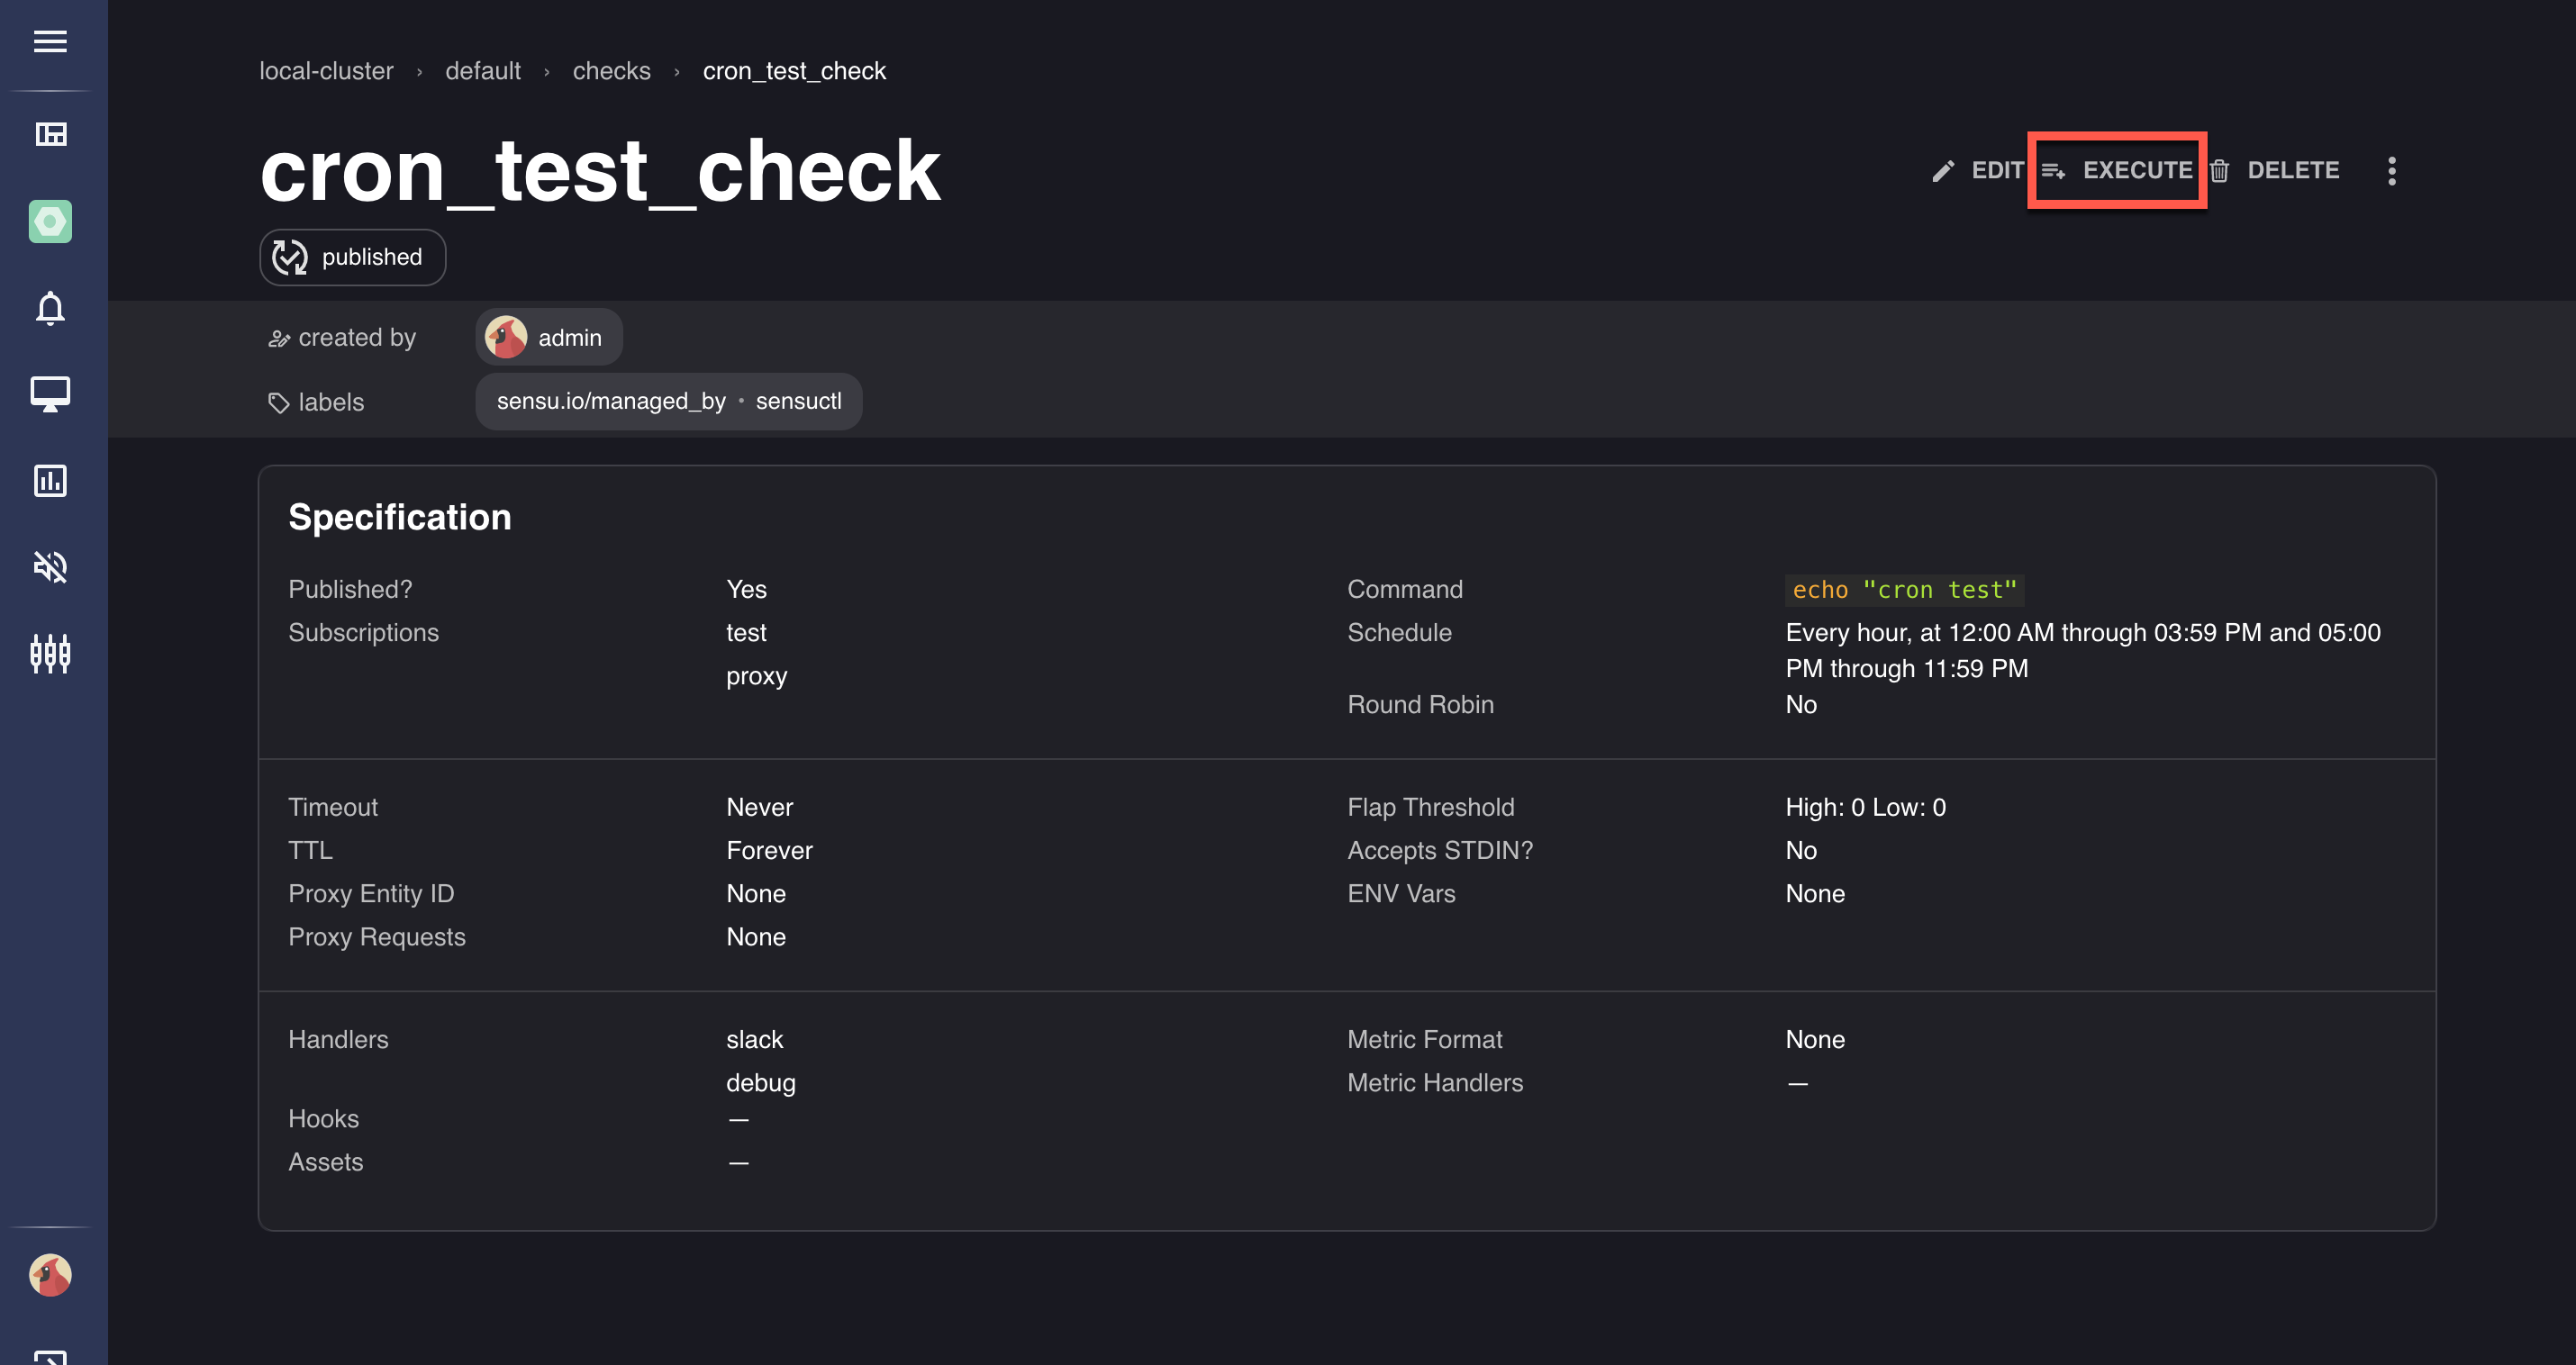 local-cluster › default › checks › cron_test_check
cron_test_check
EDIT EXECUTE DELETE
published
created by admin
labels sensu.io/managed_by • sensuctl
Specification
Published? Yes Command echo "cron test"
Subscriptions test Schedule Every hour, at 12:00 AM through 03:59 PM and 05:00
proxy PM through 11:59 PM
Round Robin No
Timeout Never Flap Threshold High: 0 Low: 0
TTL Forever Accepts STDIN? No
Proxy Entity ID None ENV Vars None
Proxy Requests None
Handlers slack Metric Format None
debug Metric Handlers —
Hooks —
Assets —